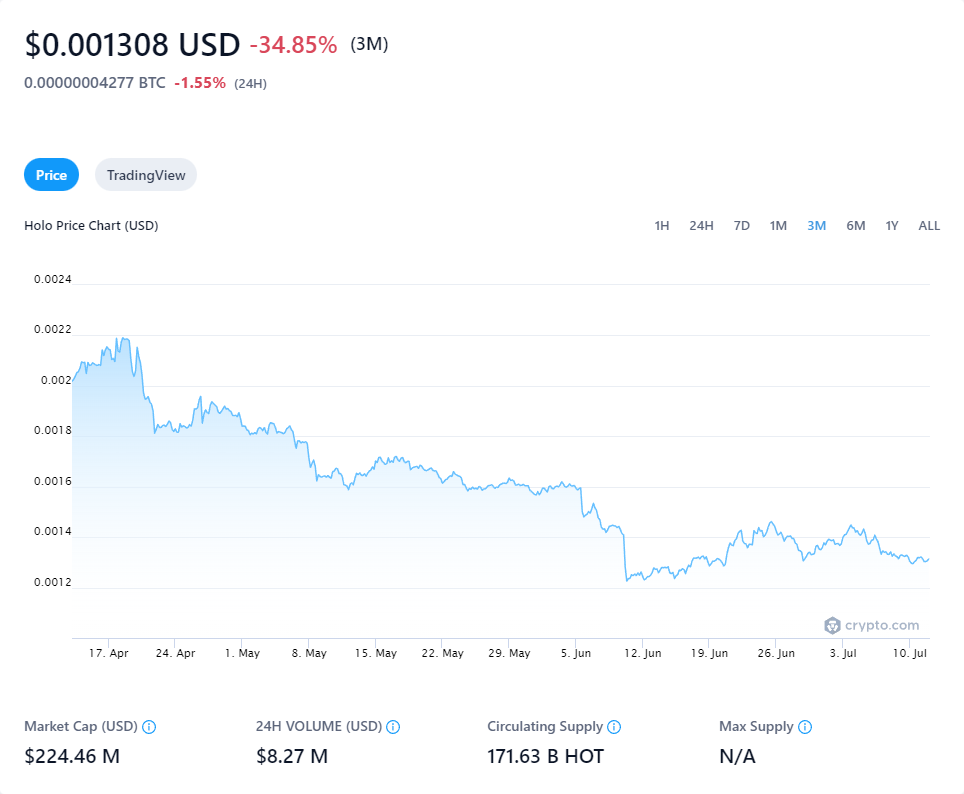 $0.001308 USD -34.85% (3M)
0.00000004277 BTC -1.55% (24H)
Price TradingView
Holo Price Chart (USD) 1H 24H 7D 1M 3M 6M 1Y ALL
0.0024
0.0022
0.002
0.0018
0.0016
0.0014
0.0012
crypto.com
17. Apr 24. Apr 1. May 8. May 15. May 22. May 29. May 5. Jun 12. Jun 19. Jun 26. Jun 3. Jul 10. Jul
Market Cap (USD) 24H VOLUME (USD) Circulating Supply Max Supply
$224.46 M $8.27 M 171.63 B HOT N/A